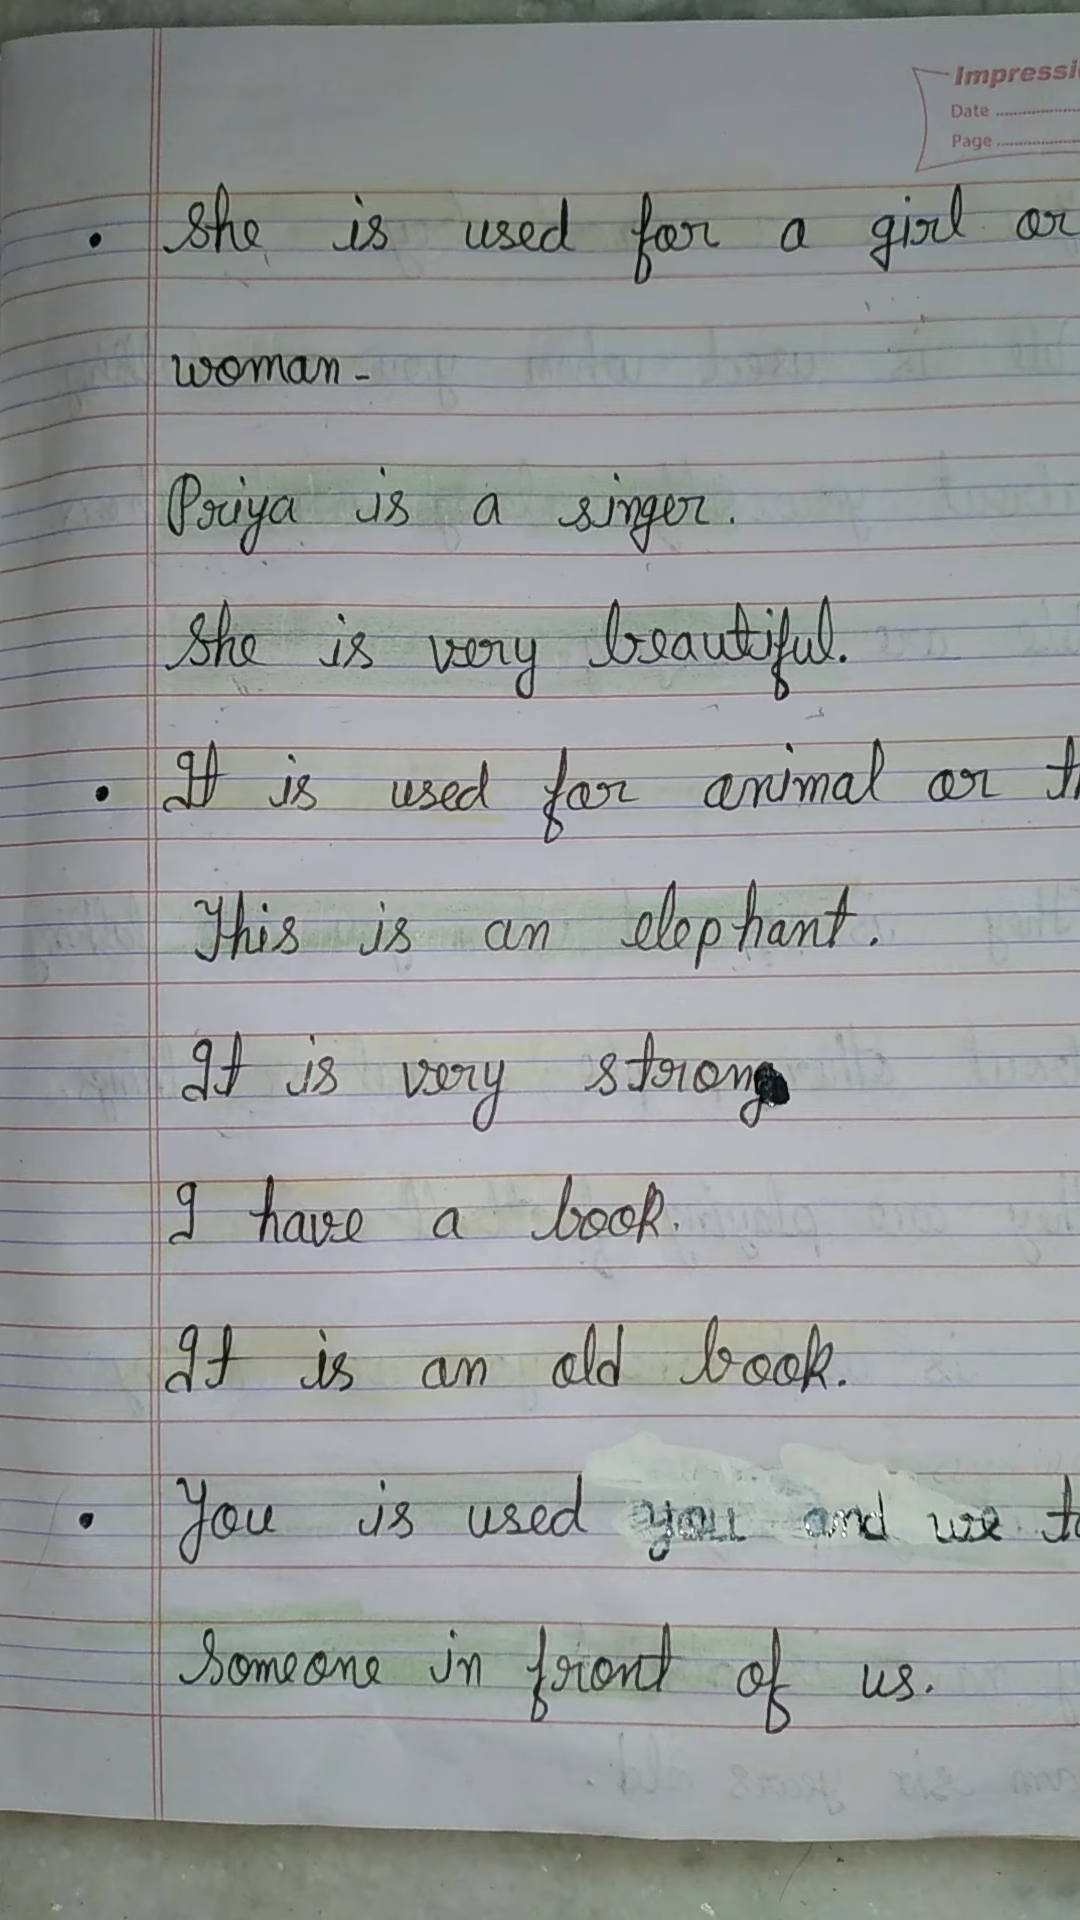 Impressi
Date
Page
• She is used for a girl or
woman-
Priya is a singer.
She is very beautiful.
• It is used for animal or
This is an elephant.
It is very strong
I have a book.
It is an old book.
• You is used you and we
Someone in front of us.